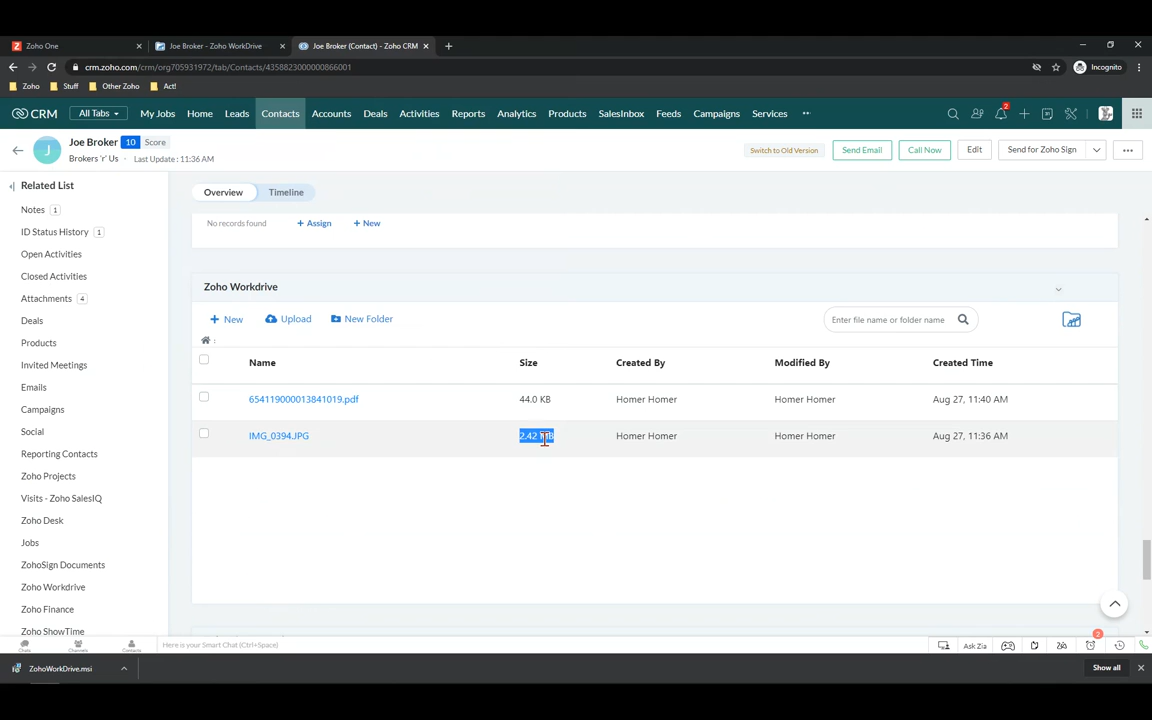 Zoho One
Joe Broker - Zoho WorkDrive
Joe Broker (Contact) - Zoho CRM
crm.zoho.com/crm/org705931972/tab/Contacts/4358823000000866001
Incognito
Zoho
Stuff
Other Zoho
Act!
CRM
All Tabs
My Jobs
Home
Leads
Contacts
Accounts
Deals
Activities
Reports
Analytics
Products
SalesInbox
Feeds
Campaigns
Services
2
Joe Broker 10 Score
Brokers 'r' Us · Last Update : 11:36 AM
J
Switch to Old Version
Send Email
Call Now
Edit
Send for Zoho Sign
Related List
Notes 1
ID Status History 1
Open Activities
Closed Activities
Attachments 4
Deals
Products
Invited Meetings
Emails
Campaigns
Social
Reporting Contacts
Zoho Projects
Visits - Zoho SalesIQ
Zoho Desk
Jobs
ZohoSign Documents
Zoho Workdrive
Zoho Finance
Zoho ShowTime
Overview
Timeline
No records found + Assign + New
Zoho Workdrive
+ New Upload New Folder
Enter file name or folder name
:
Name Size Created By Modified By Created Time
654119000013841019.pdf 44.0 KB Homer Homer Homer Homer Aug 27, 11:40 AM
IMG_0394.JPG 2.42 MB Homer Homer Homer Homer Aug 27, 11:36 AM
Chats
Channels
Contacts
Here is your Smart Chat (Ctrl+Space)
Ask Zia
2
ZohoWorkDrive.msi
Show all